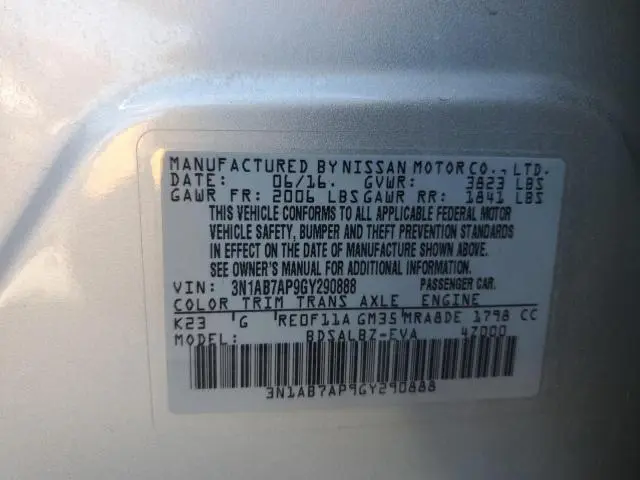 MANUFACTURED BY NISSAN MOTOR CO., LTD.
DATE: 06/16. GVWR: 3823 LBS
GAWR FR: 2006 LBS GAWR RR: 1841 LBS
THIS VEHICLE CONFORMS TO ALL APPLICABLE FEDERAL MOTOR
VEHICLE SAFETY, BUMPER AND THEFT PREVENTION STANDARDS
IN EFFECT ON THE DATE OF MANUFACTURE SHOWN ABOVE.
SEE OWNER'S MANUAL FOR ADDITIONAL INFORMATION.
VIN: 3N1AB7AP9GY290888 PASSENGER CAR.
COLOR TRIM TRANS AXLE ENGINE
K23 G RE0F11A GM35 MRA8DE 1798 CC
MODEL: BDSALBZ-EVA 47000
3N1AB7AP9GY290888